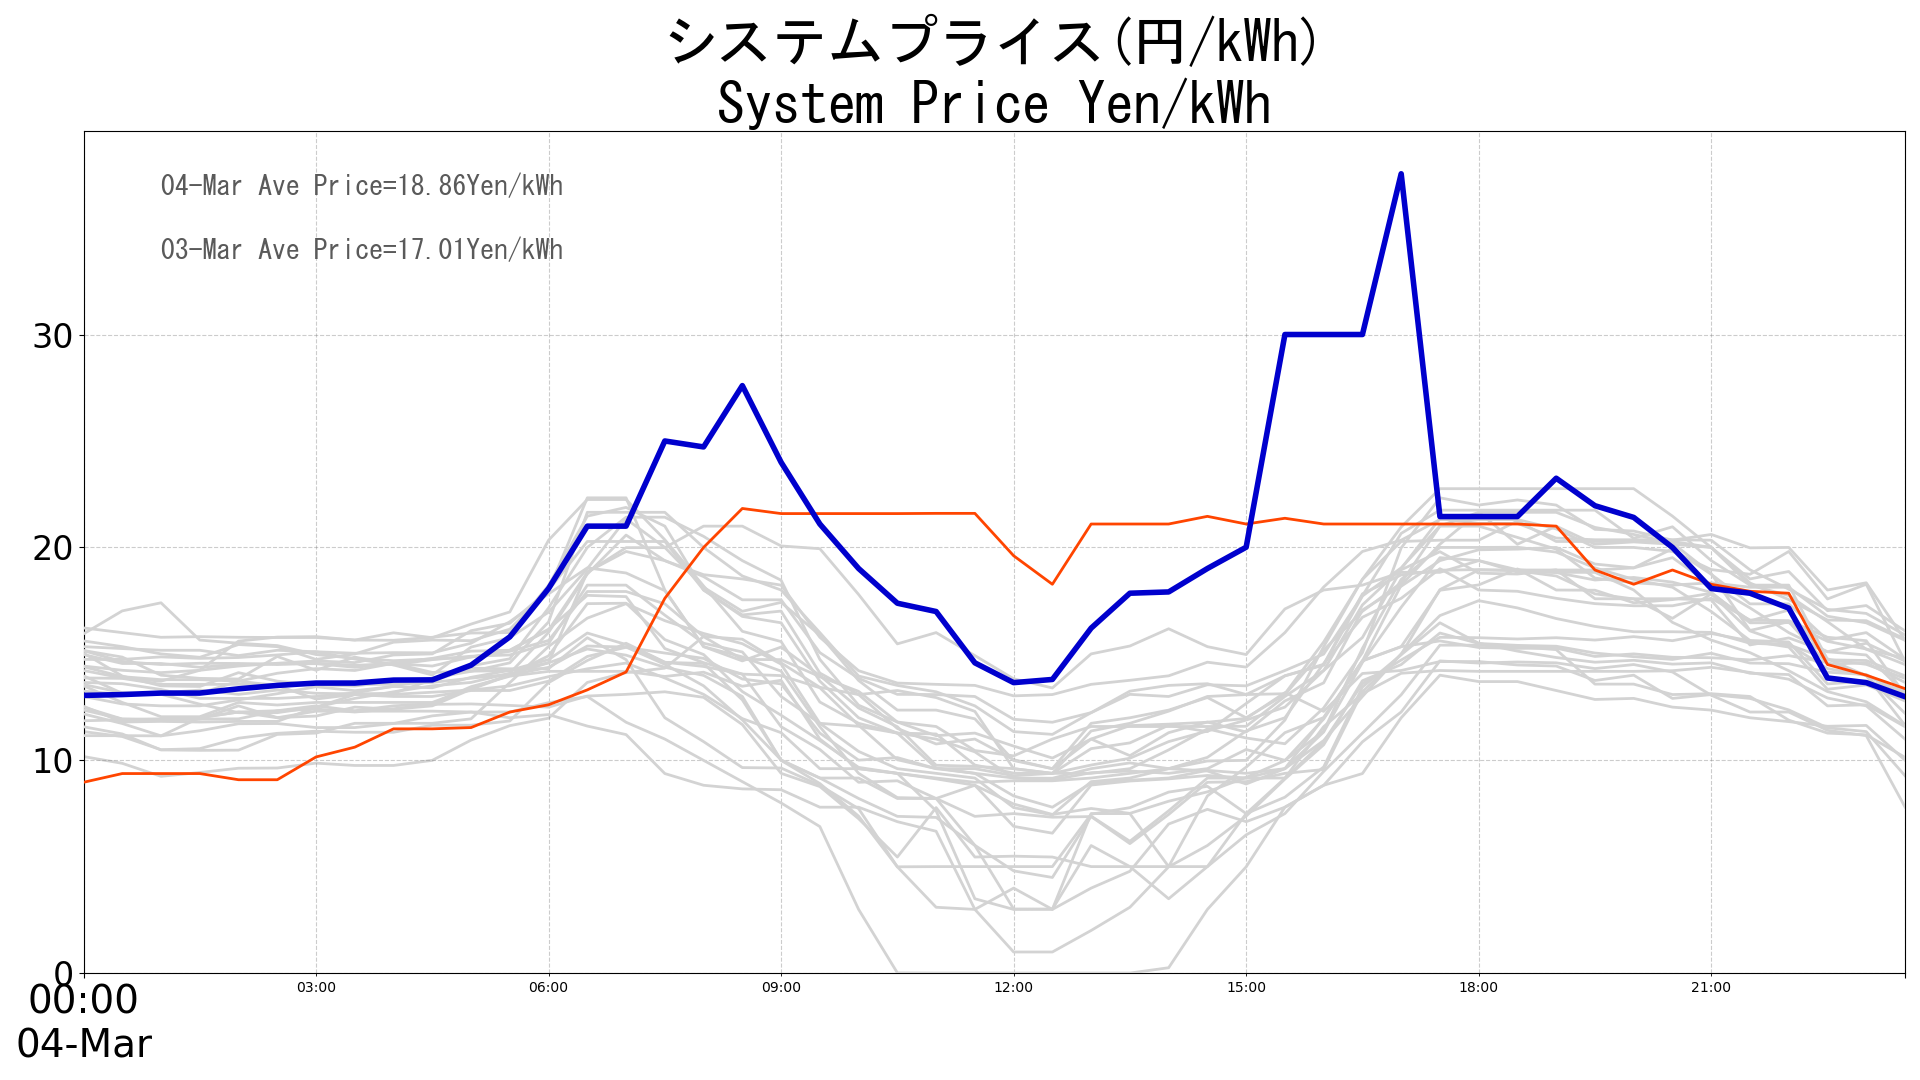 システムプライス(円/kWh)
System Price Yen/kWh
04-Mar Ave Price=18.86Yen/kWh
03-Mar Ave Price=17.01Yen/kWh
30
20
10
0
00:00 03:00 06:00 09:00 12:00 15:00 18:00 21:00
04-Mar